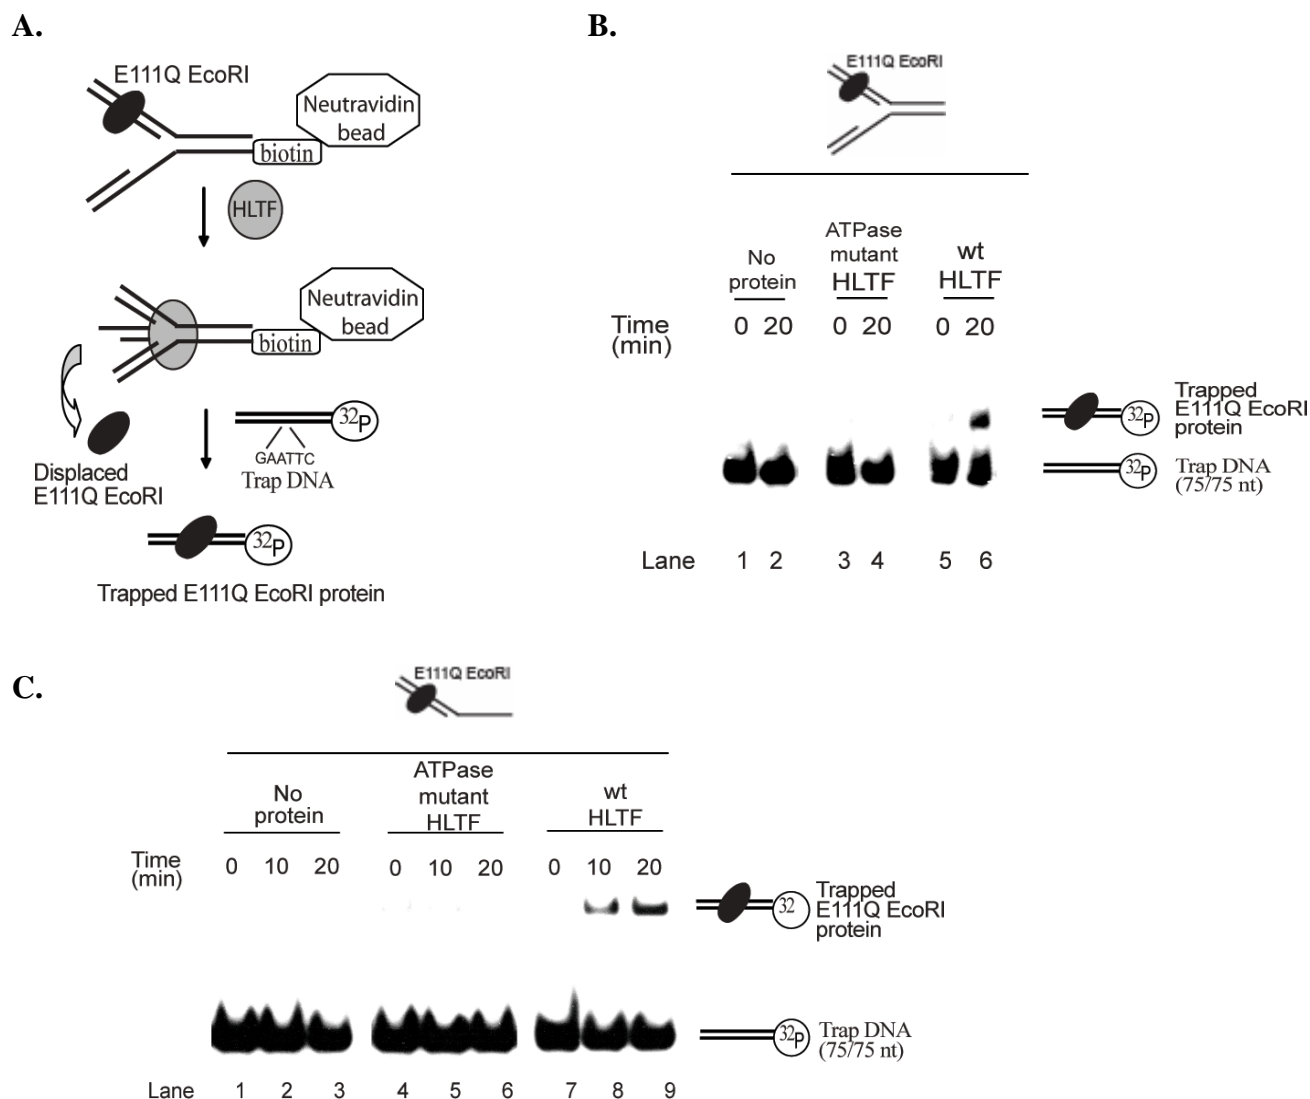 A.
E111Q EcoRI
Neutravidin
bead
biotin
HLTF
Neutravidin
bead
biotin
32P
GAATTC
Trap DNA
Displaced
E111Q EcoRI
32P
Trapped E111Q EcoRI protein
B.
E111Q EcoRI
No
protein
ATPase
mutant
HLTF
wt
HLTF
Time
(min)
0 20 0 20 0 20
32P
Trapped
E111Q EcoRI
protein
32P
Trap DNA
(75/75 nt)
Lane 1 2 3 4 5 6
C.
E111Q EcoRI
No
protein
ATPase
mutant
HLTF
wt
HLTF
Time
(min)
0 10 20 0 10 20 0 10 20
32
Trapped
E111Q EcoRI
protein
32P
Trap DNA
(75/75 nt)
Lane 1 2 3 4 5 6 7 8 9